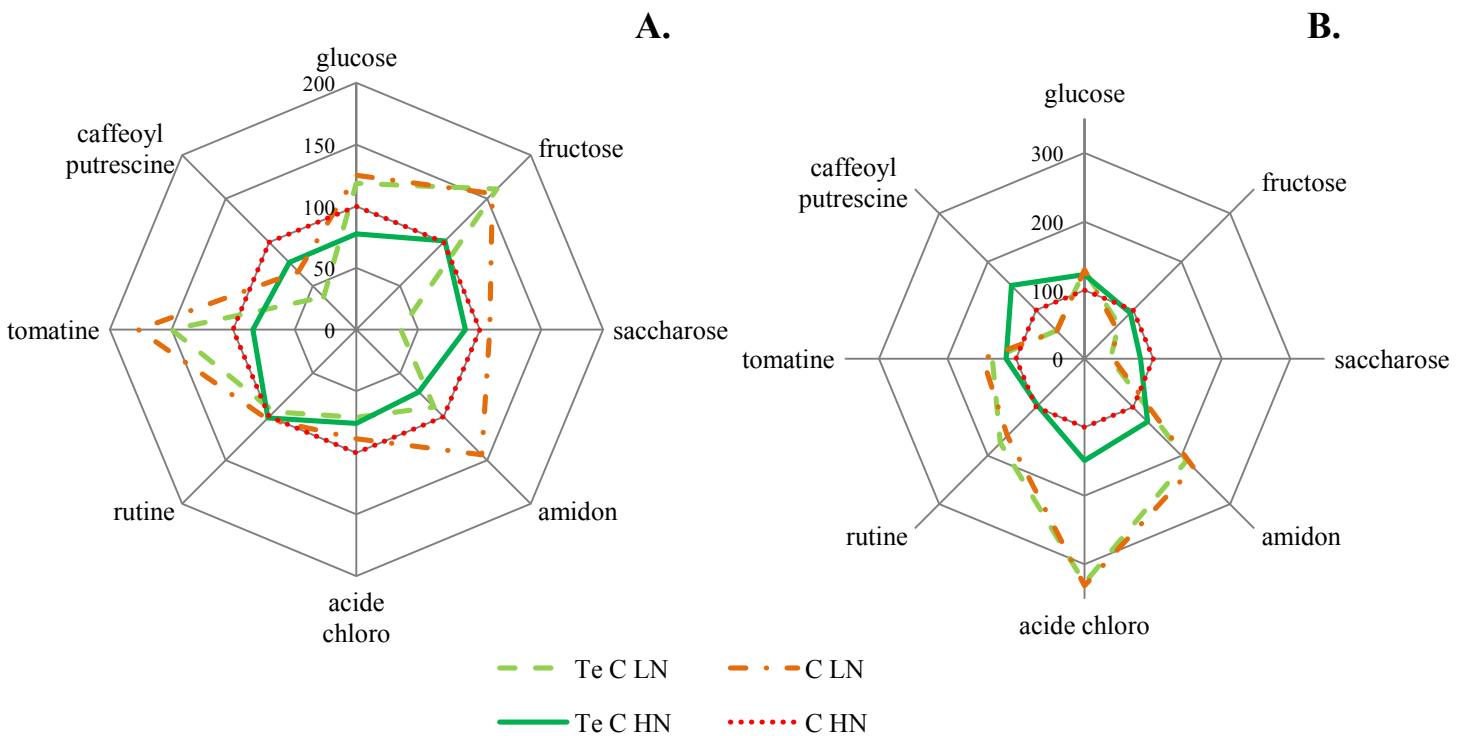 A.
glucose
200
150
100
50
0
fructose
saccharose
amidon
acide
chloro
rutine
tomatine
caffeoyl
putrescine
B.
glucose
300
200
100
0
fructose
saccharose
amidon
acide chloro
rutine
tomatine
caffeoyl
putrescine
Te C LN
C LN
Te C HN
C HN